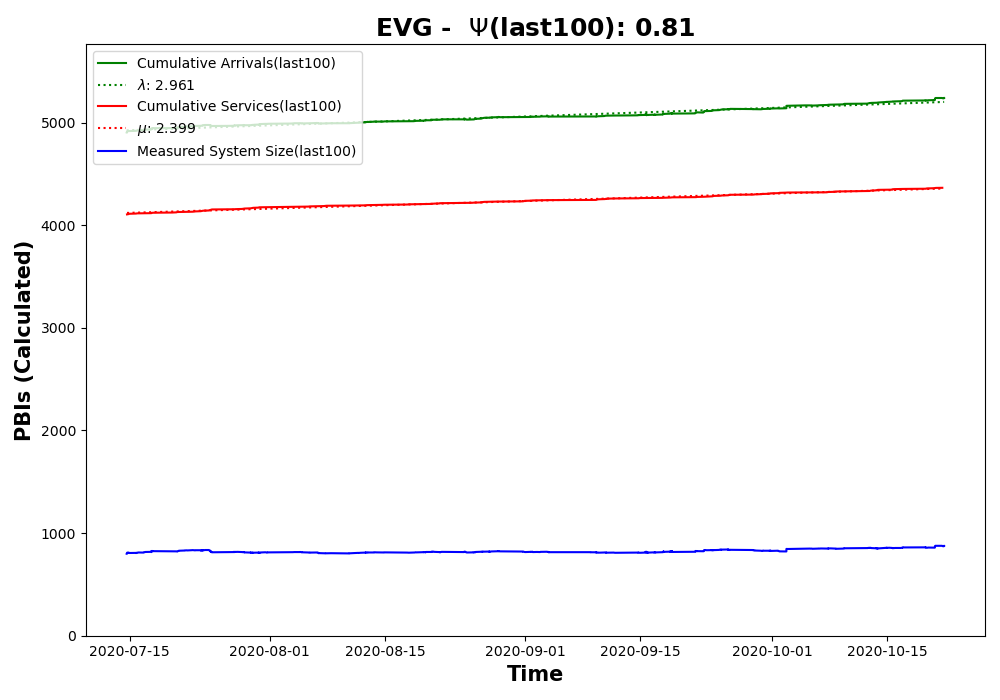 EVG -  Ψ(last100): 0.81
Cumulative Arrivals(last100)
λ: 2.961
Cumulative Services(last100)
μ: 2.399
Measured System Size(last100)
PBIs (Calculated)
5000
4000
3000
2000
1000
0
2020-07-15 2020-08-01 2020-08-15 2020-09-01 2020-09-15 2020-10-01 2020-10-15
Time